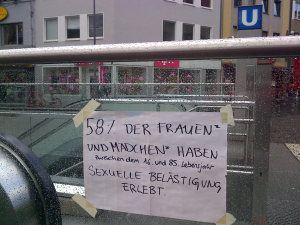 U
58% DER FRAUEN*
UND MÄDCHEN* HABEN
zwischen dem 16. und 85. Lebensjahr
SEXUELLE BELÄSTIGUNG
ERLEBT.